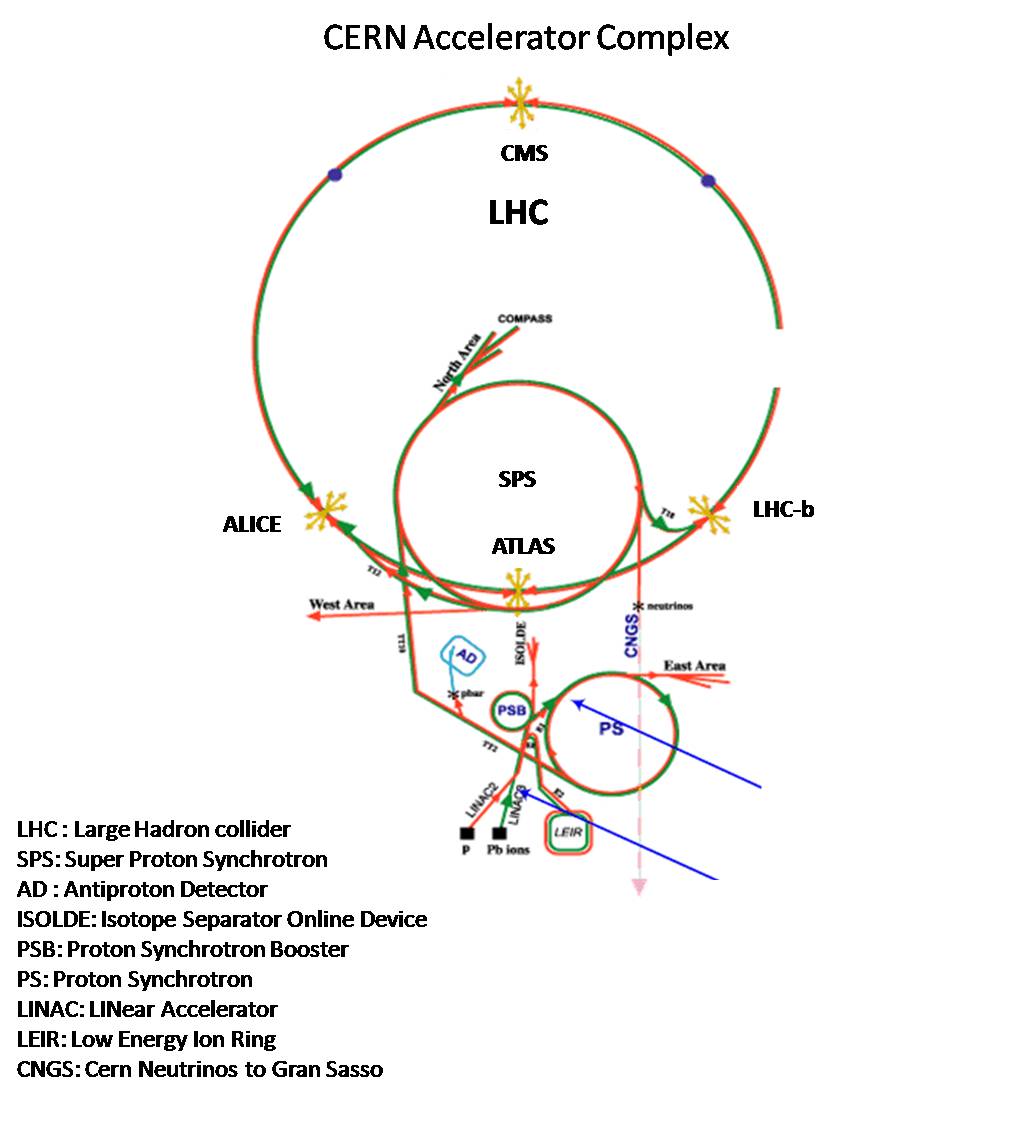 CERN Accelerator Complex
CMS
LHC
COMPASS
North Area
SPS
LHC-b
ALICE
TI8
ATLAS
TI2
West Area
neutrinos
CNGS
ISOLDE
TT10
AD
East Area
pbar
PSB
PS
TT2
E2
LINAC2
LINAC3
LEIR
P
Pb ions
LHC : Large Hadron collider
SPS: Super Proton Synchrotron
AD : Antiproton Detector
ISOLDE: Isotope Separator Online Device
PSB: Proton Synchrotron Booster
PS: Proton Synchrotron
LINAC: LINear Accelerator
LEIR: Low Energy Ion Ring
CNGS: Cern Neutrinos to Gran Sasso